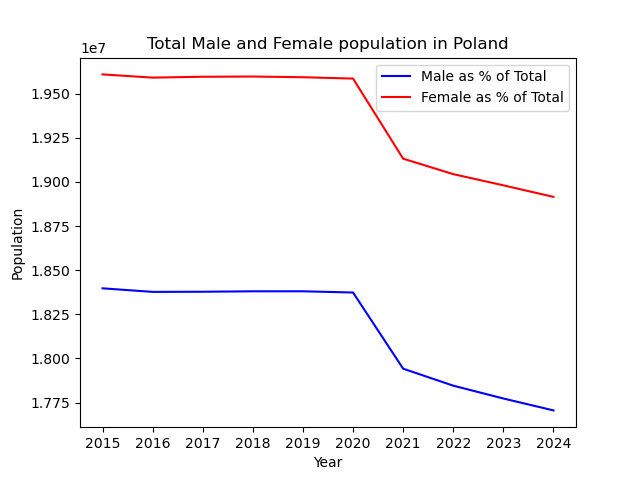 Total Male and Female population in Poland
1e7
Male as % of Total
Female as % of Total
1.950
1.925
1.900
1.875
1.850
1.825
1.800
1.775
Population
2015 2016 2017 2018 2019 2020 2021 2022 2023 2024
Year